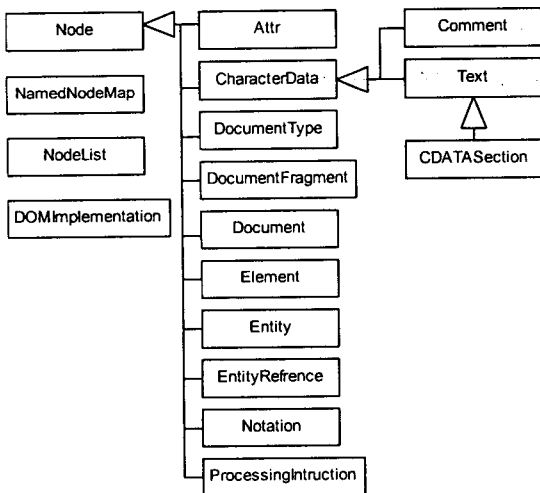 Node
NamedNodeMap
NodeList
DOMImplementation
Attr
CharacterData
DocumentType
DocumentFragment
Document
Element
Entity
EntityRefrence
Notation
ProcessingIntruction
Comment
Text
CDATASection